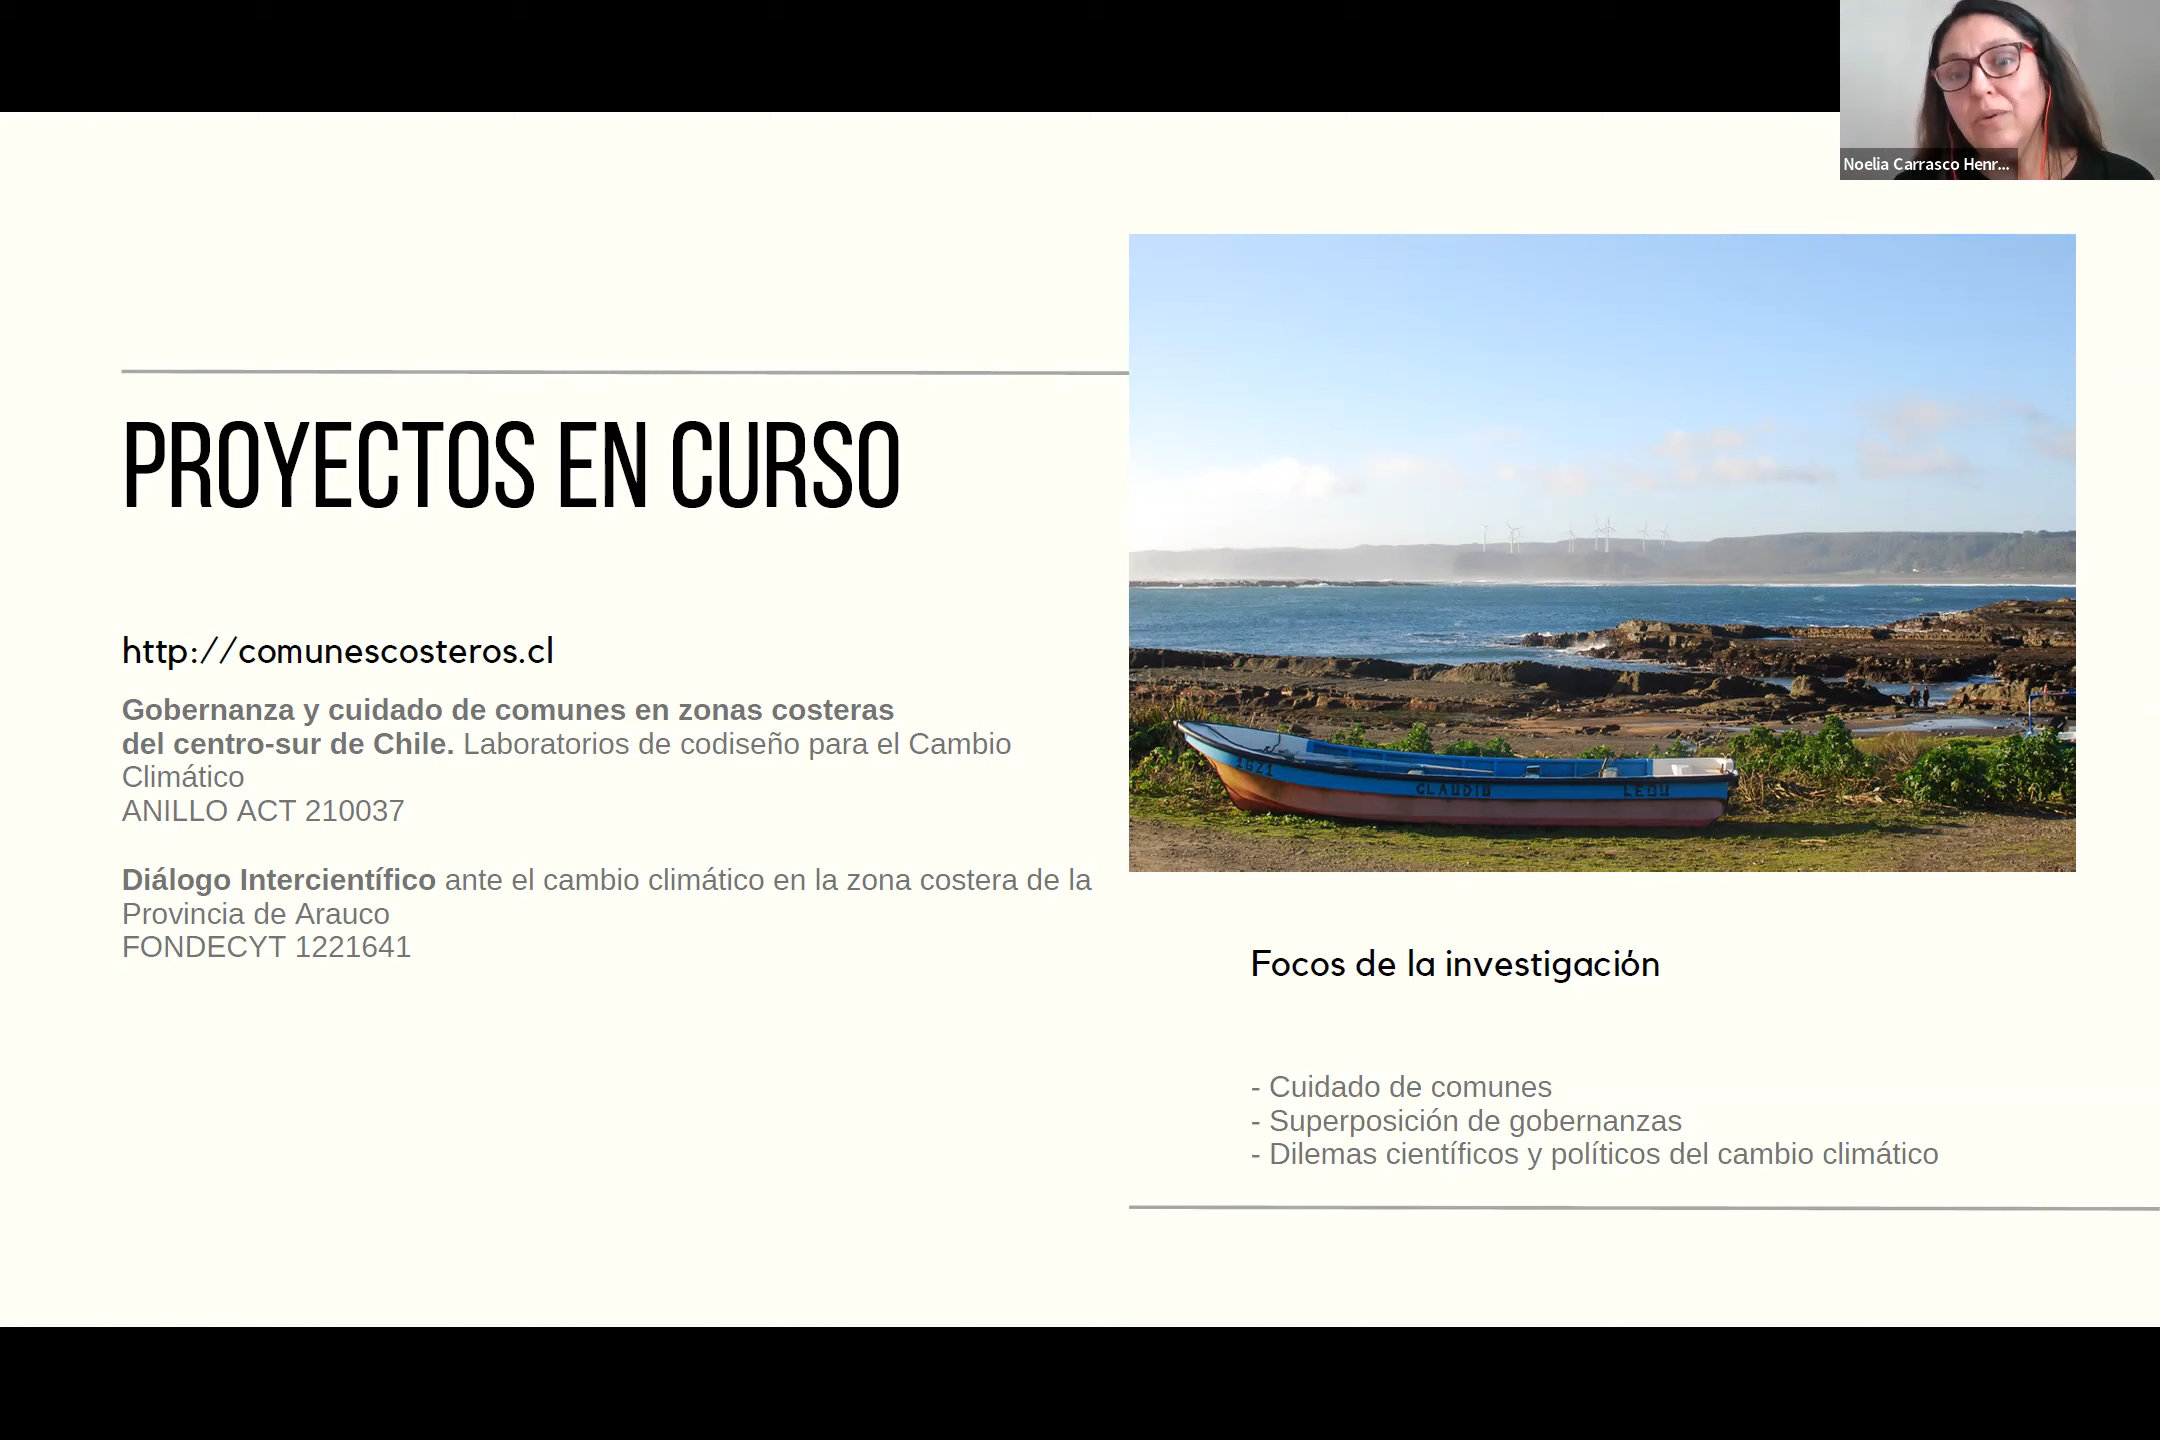 Noelia Carrasco Henr...
PROYECTOS EN CURSO
http://comunescosteros.cl
Gobernanza y cuidado de comunes en zonas costeras
del centro-sur de Chile. Laboratorios de codiseño para el Cambio
Climático
ANILLO ACT 210037
Diálogo Intercientífico ante el cambio climático en la zona costera de la
Provincia de Arauco
FONDECYT 1221641
1621
CLAUDIO LEBU
Focos de la investigación
- Cuidado de comunes
- Superposición de gobernanzas
- Dilemas científicos y políticos del cambio climático